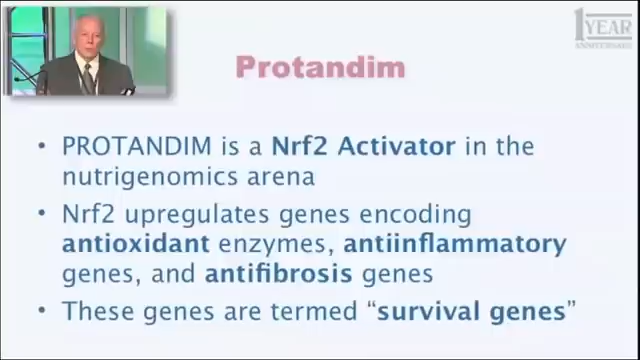 1 YEAR
ANNIVERSARY
Protandim
• PROTANDIM is a Nrf2 Activator in the
nutrigenomics arena
• Nrf2 upregulates genes encoding
antioxidant enzymes, antiinflammatory
genes, and antifibrosis genes
• These genes are termed “survival genes”